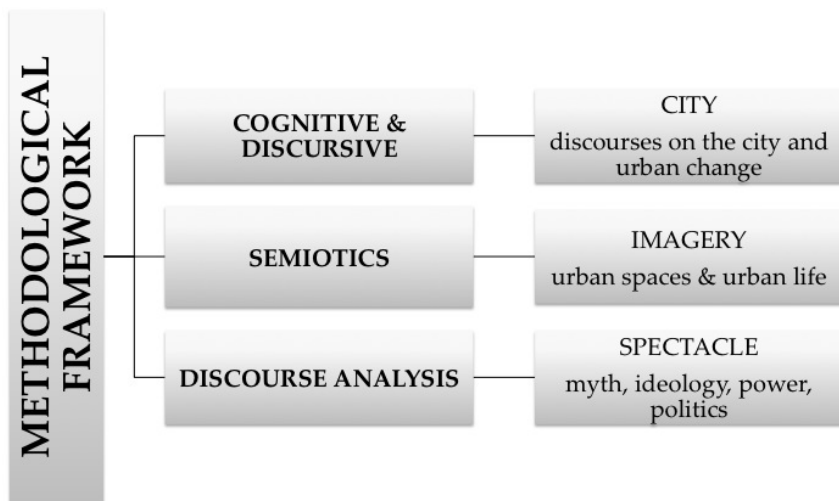 METHODOLOGICAL
FRAMEWORK
COGNITIVE &
DISCURSIVE
CITY
discourses on the city and
urban change
SEMIOTICS
IMAGERY
urban spaces & urban life
DISCOURSE ANALYSIS
SPECTACLE
myth, ideology, power,
politics